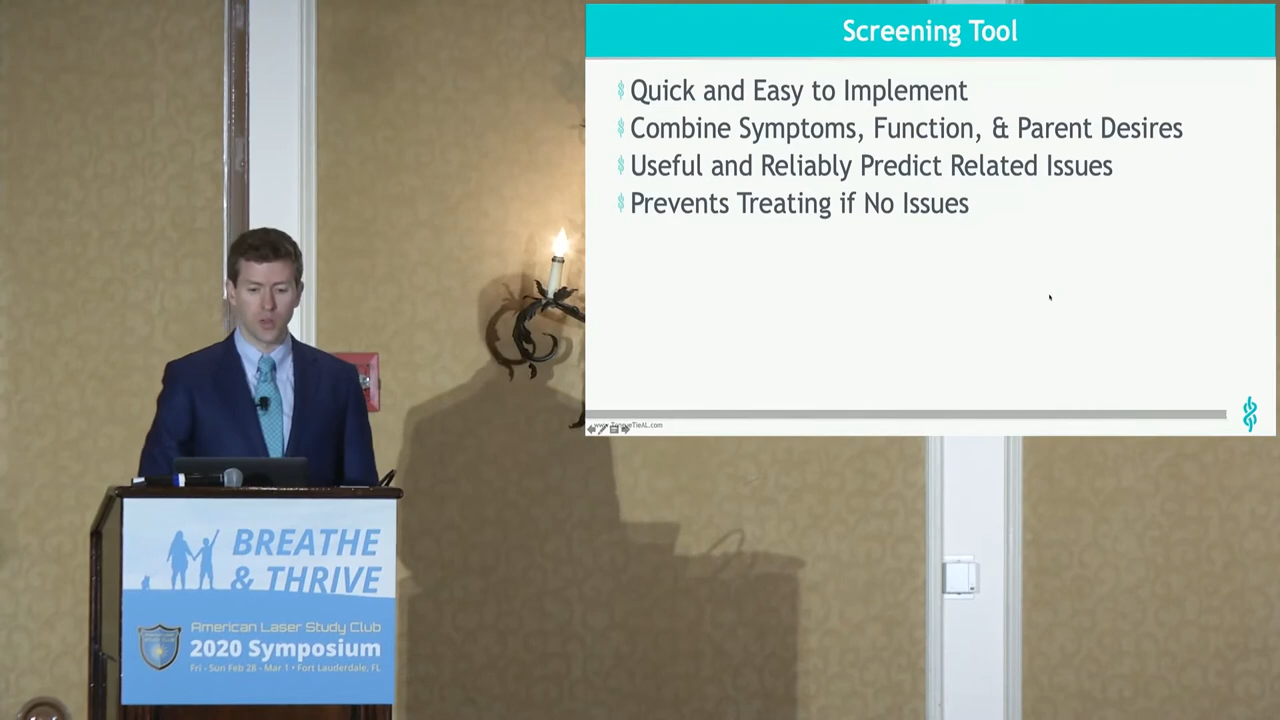 Screening Tool
Quick and Easy to Implement
Combine Symptoms, Function, & Parent Desires
Useful and Reliably Predict Related Issues
Prevents Treating if No Issues
BREATHE
& THRIVE
American Laser Study Club
2020 Symposium
Fri - Sun Feb 28 - Mar 1 • Fort Lauderdale, FL